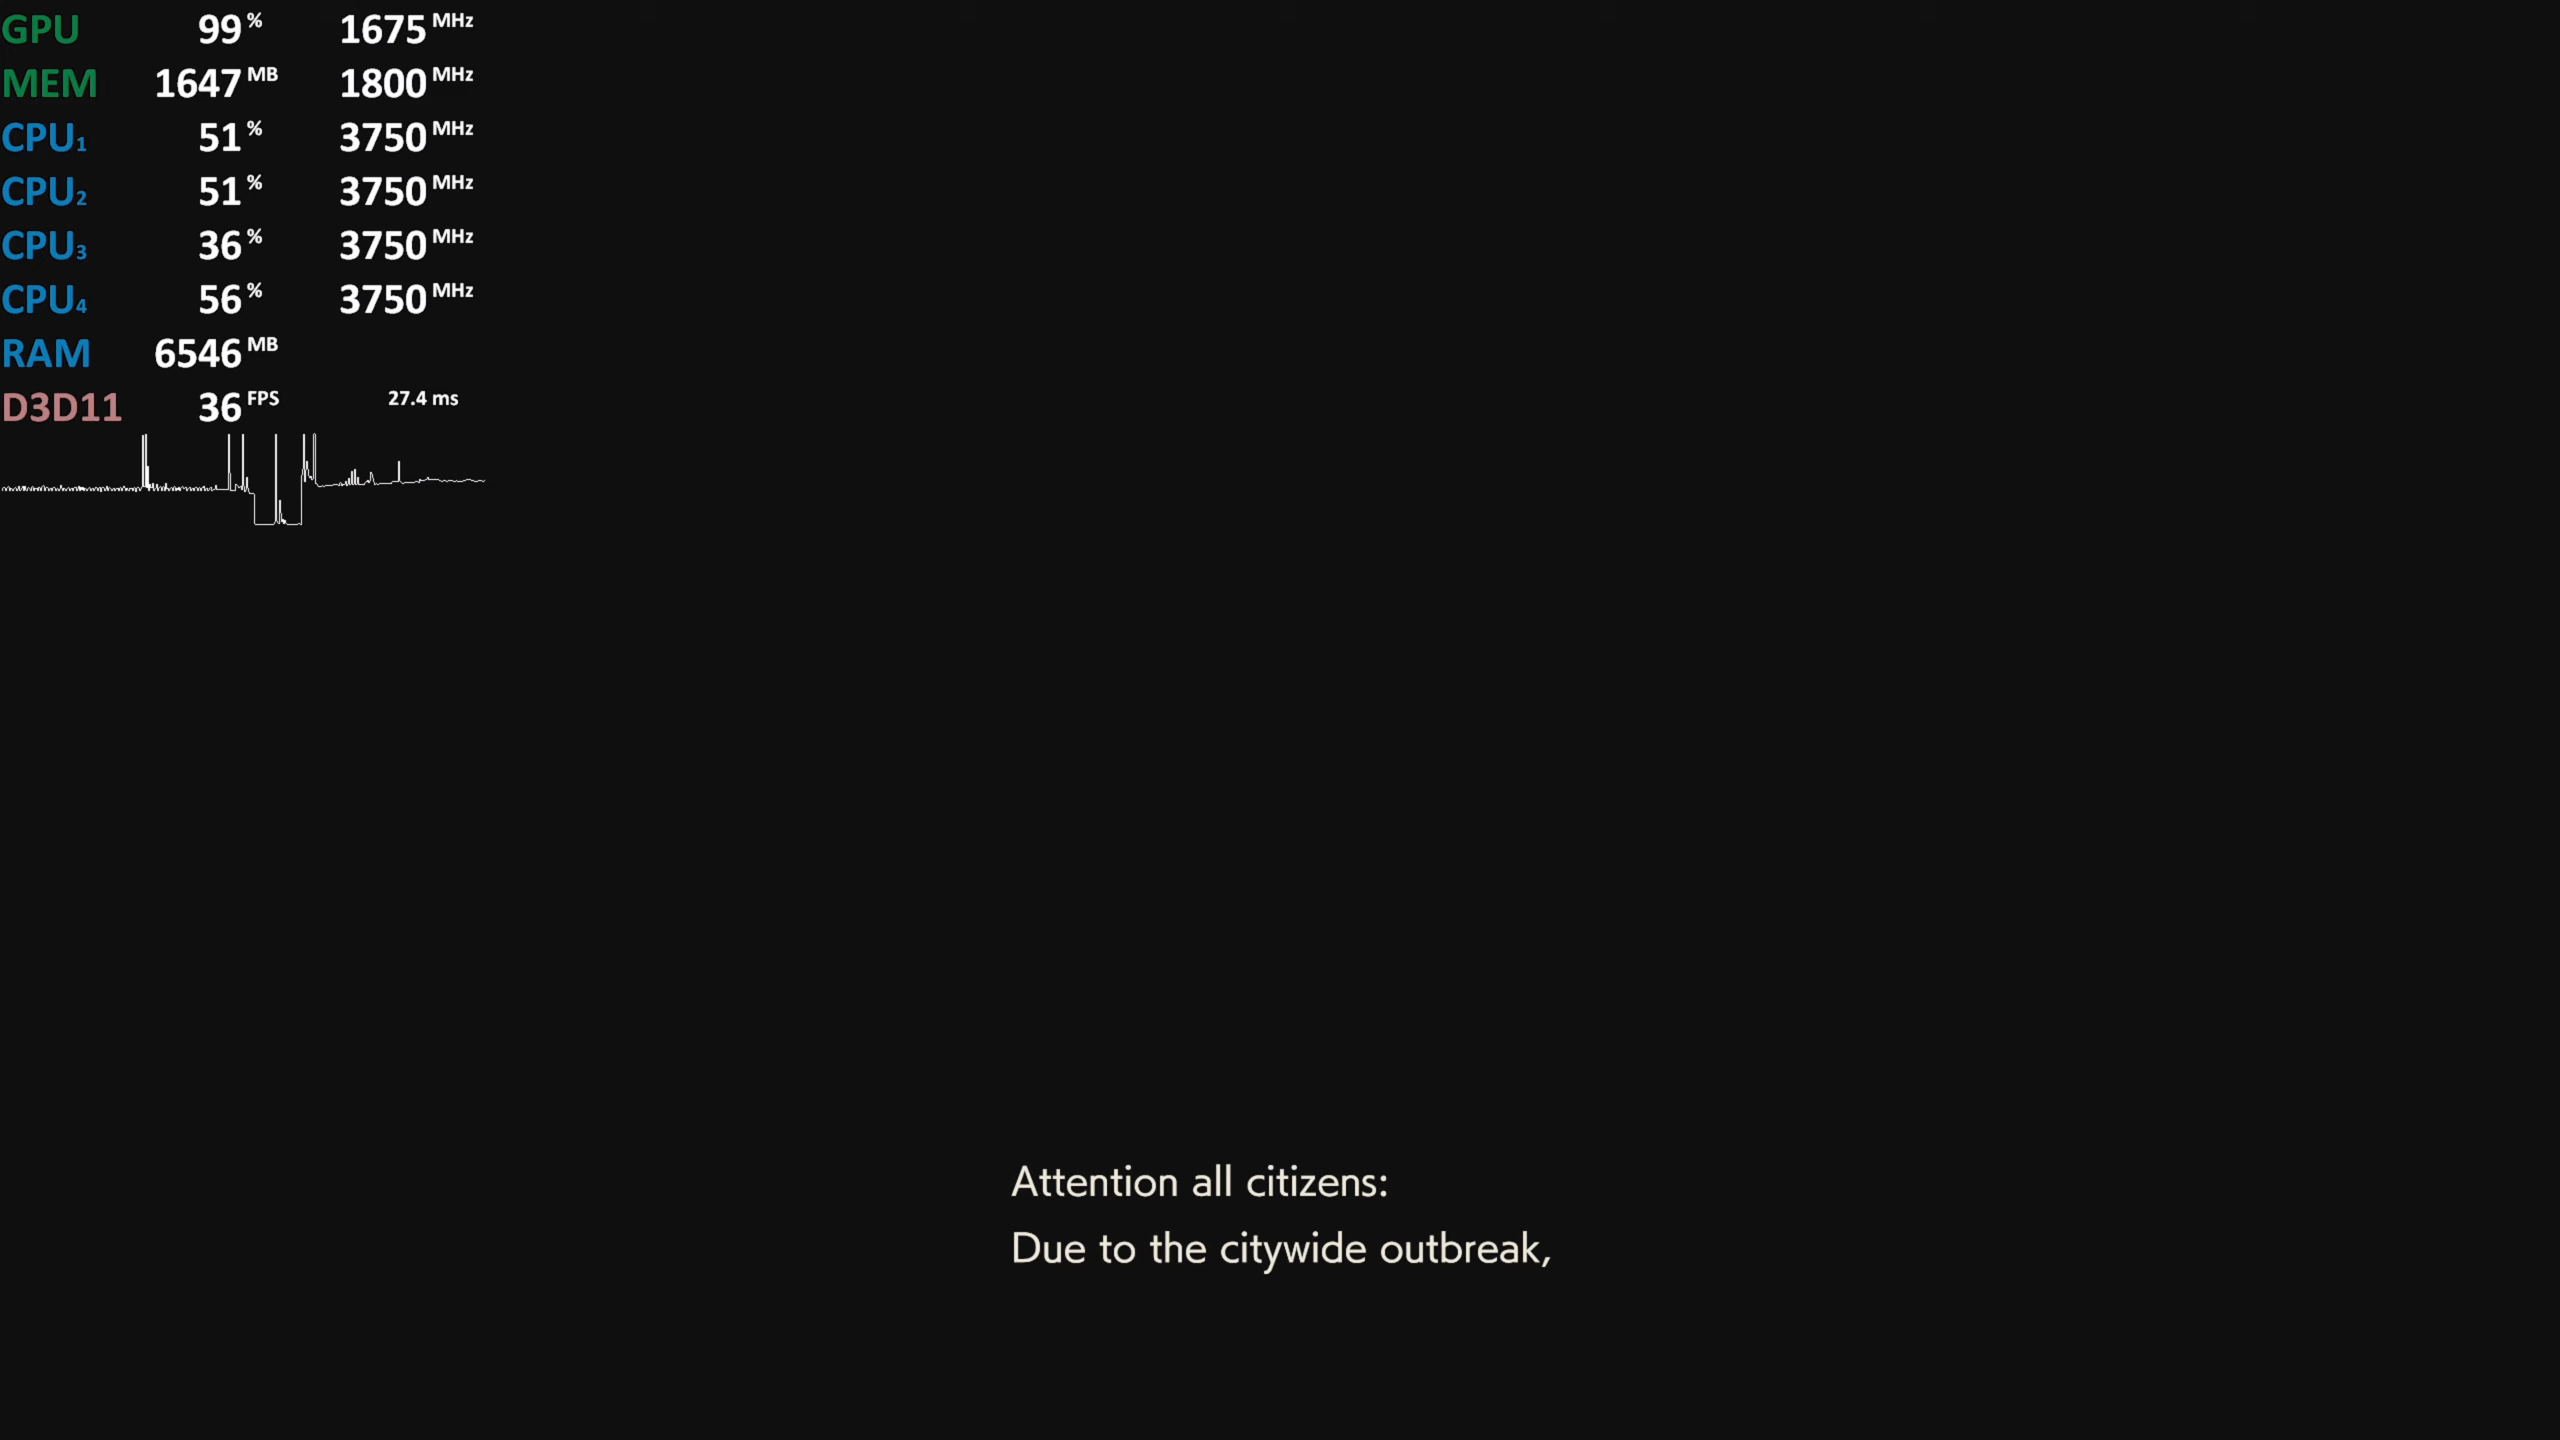 GPU 99 % 1675 MHz
MEM 1647 MB 1800 MHz
CPU1 51 % 3750 MHz
CPU2 51 % 3750 MHz
CPU3 36 % 3750 MHz
CPU4 56 % 3750 MHz
RAM 6546 MB
D3D11 36 FPS 27.4 ms
Attention all citizens:
Due to the citywide outbreak,